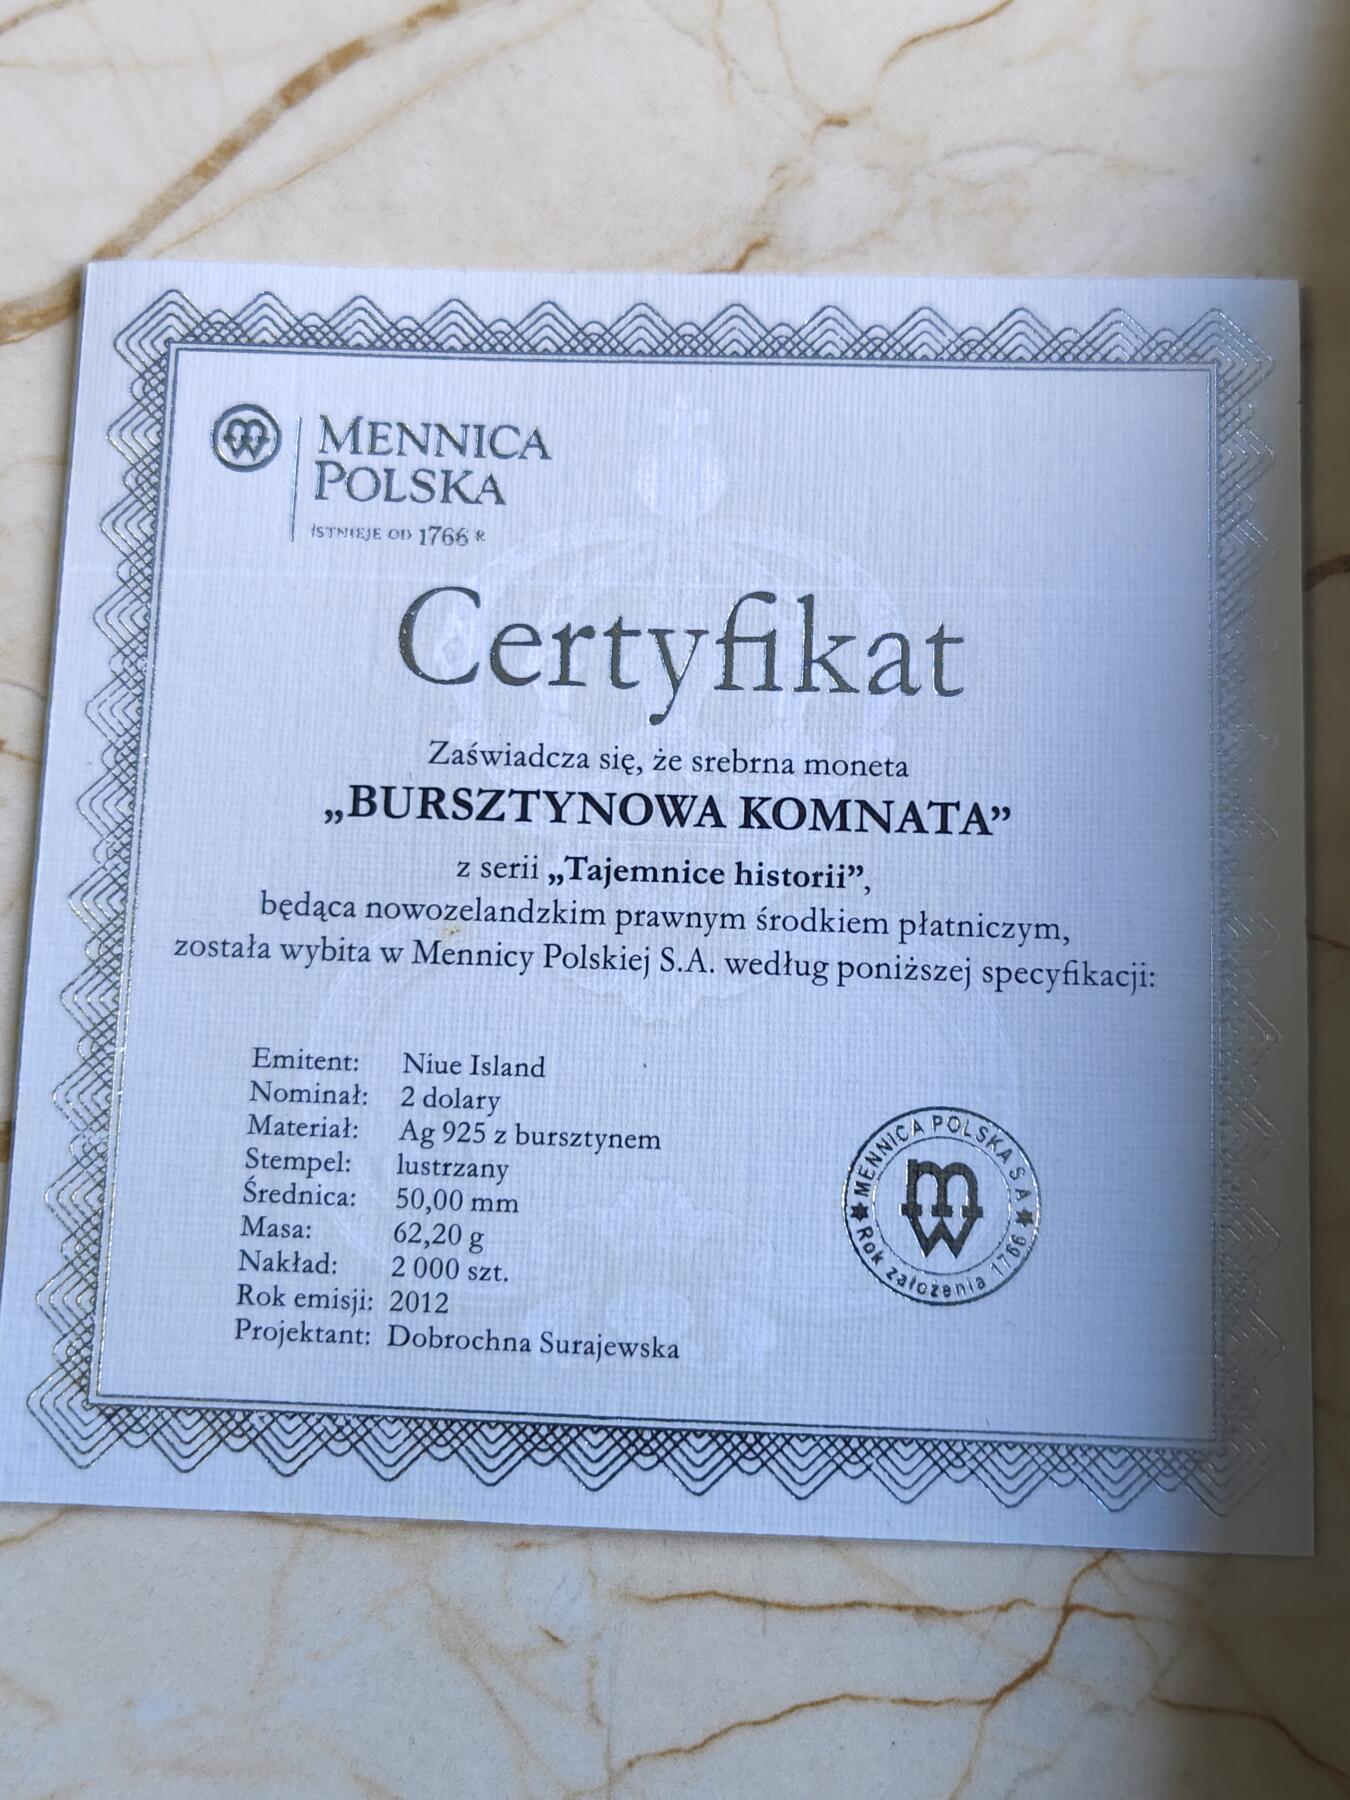 MENNICA
POLSKA
ISTNIEJE OD 1766 R
Certyfikat
Zaświadcza się, że srebrna moneta
„BURSZTYNOWA KOMNATA”
z serii „Tajemnice historii”,
będąca nowozelandzkim prawnym środkiem płatniczym,
została wybita w Mennicy Polskiej S.A. według poniższej specyfikacji:
Emitent: Niue Island
Nominał: 2 dolary
Materiał: Ag 925 z bursztynem
Stempel: lustrzany
Średnica: 50,00 mm
Masa: 62,20 g
Nakład: 2 000 szt.
Rok emisji: 2012
Projektant: Dobrochna Surajewska
MENNICA POLSKA S A
MW
Rok założenia 1766